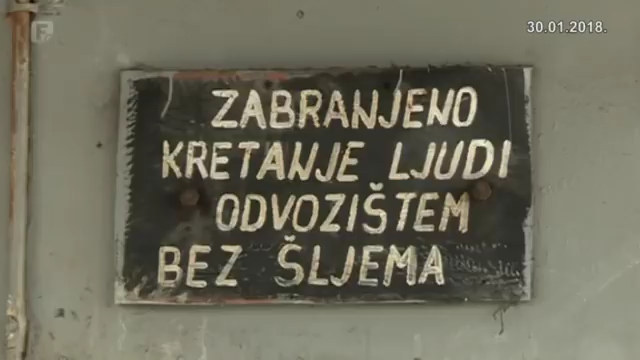 30.01.2018.
ZABRANJENO
KRETANJE LJUDI
ODVOZIŠTEM
BEZ ŠLJEMA